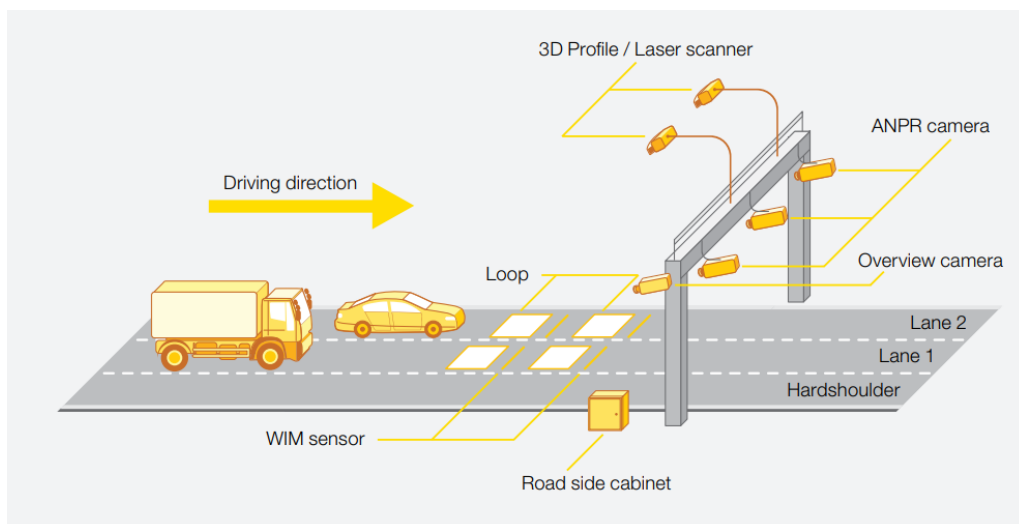 3D Profile / Laser scanner
ANPR camera
Driving direction
Overview camera
Loop
Lane 2
Lane 1
Hardshoulder
WIM sensor
Road side cabinet